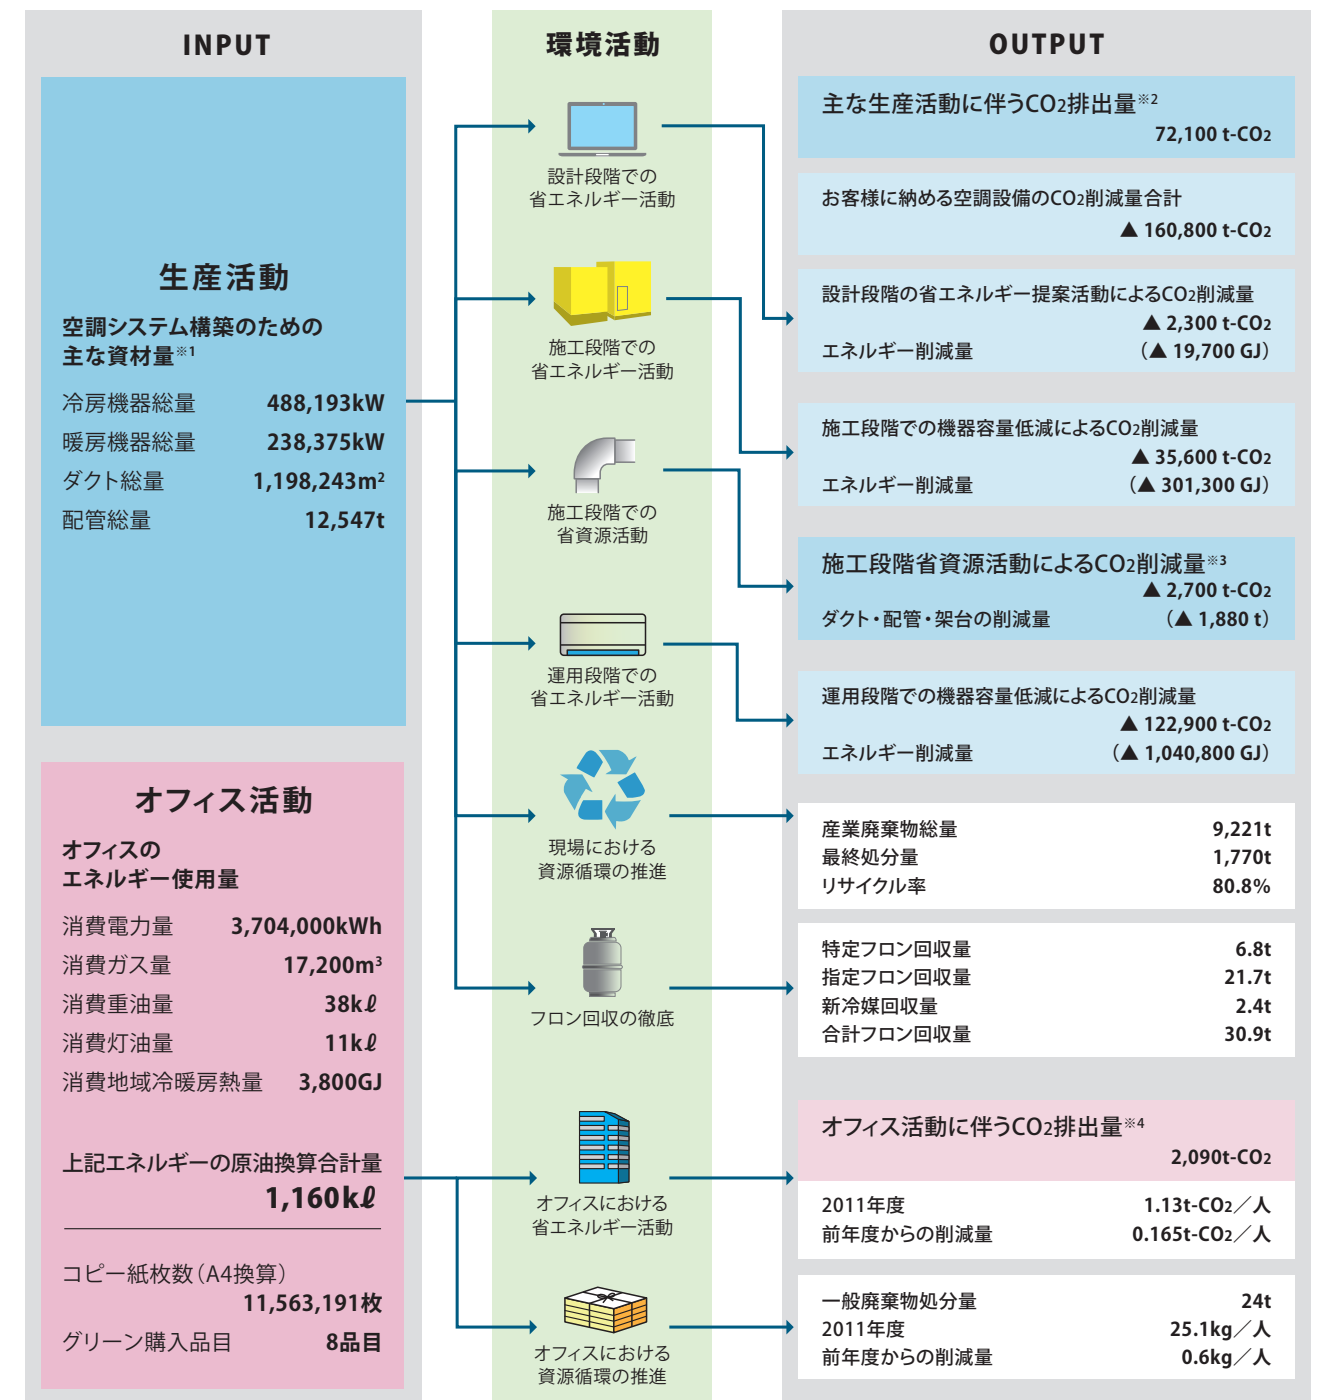 INPUT
生産活動
空調システム構築のための
主な資材量※1
冷房機器総量 488,193kW
暖房機器総量 238,375kW
ダクト総量 1,198,243m²
配管総量 12,547t
オフィス活動
オフィスの
エネルギー使用量
消費電力量 3,704,000kWh
消費ガス量 17,200m³
消費重油量 38kℓ
消費灯油量 11kℓ
消費地域冷暖房熱量 3,800GJ
上記エネルギーの原油換算合計量
1,160kℓ
コピー紙枚数（A4換算）
11,563,191枚
グリーン購入品目 8品目
環境活動
設計段階での
省エネルギー活動
施工段階での
省エネルギー活動
施工段階での
省資源活動
運用段階での
省エネルギー活動
現場における
資源循環の推進
フロン回収の徹底
オフィスにおける
省エネルギー活動
オフィスにおける
資源循環の推進
OUTPUT
主な生産活動に伴うCO2排出量※2
72,100 t-CO2
お客様に納める空調設備のCO2削減量合計
▲ 160,800 t-CO2
設計段階の省エネルギー提案活動によるCO2削減量
▲ 2,300 t-CO2
エネルギー削減量 （▲ 19,700 GJ）
施工段階での機器容量低減によるCO2削減量
▲ 35,600 t-CO2
エネルギー削減量 （▲ 301,300 GJ）
施工段階省資源活動によるCO2削減量※3
▲ 2,700 t-CO2
ダクト・配管・架台の削減量 （▲ 1,880 t）
運用段階での機器容量低減によるCO2削減量
▲ 122,900 t-CO2
エネルギー削減量 （▲ 1,040,800 GJ）
産業廃棄物総量 9,221t
最終処分量 1,770t
リサイクル率 80.8%
特定フロン回収量 6.8t
指定フロン回収量 21.7t
新冷媒回収量 2.4t
合計フロン回収量 30.9t
オフィス活動に伴うCO2排出量※4
2,090t-CO2
2011年度 1.13t-CO2／人
前年度からの削減量 0.165t-CO2／人
一般廃棄物処分量 24t
2011年度 25.1kg／人
前年度からの削減量 0.6kg／人